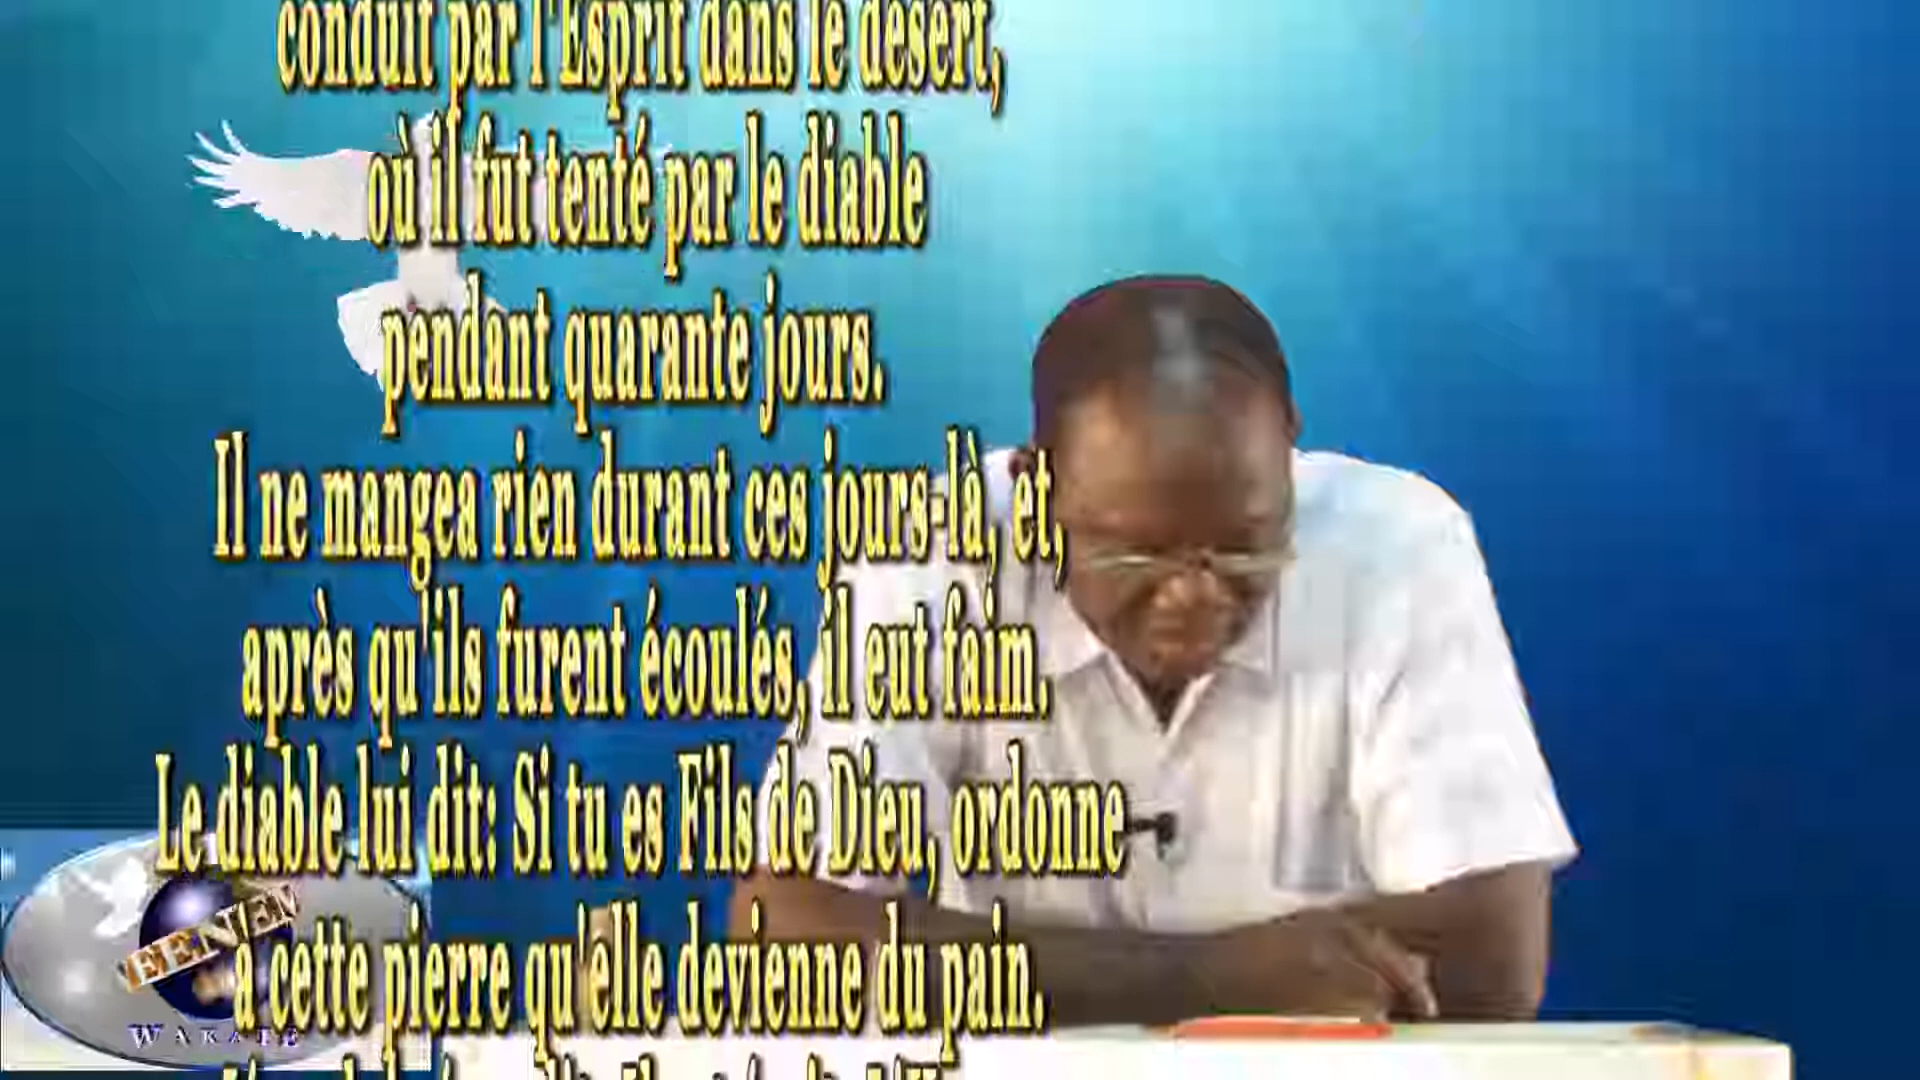 conduit par l'Esprit dans le désert,
où il fut tenté par le diable
pendant quarante jours.
Il ne mangea rien durant ces jours-là, et,
après qu'ils furent écoulés, il eut faim.
Le diable lui dit: Si tu es Fils de Dieu, ordonne
à cette pierre qu'elle devienne du pain.
WAKATE